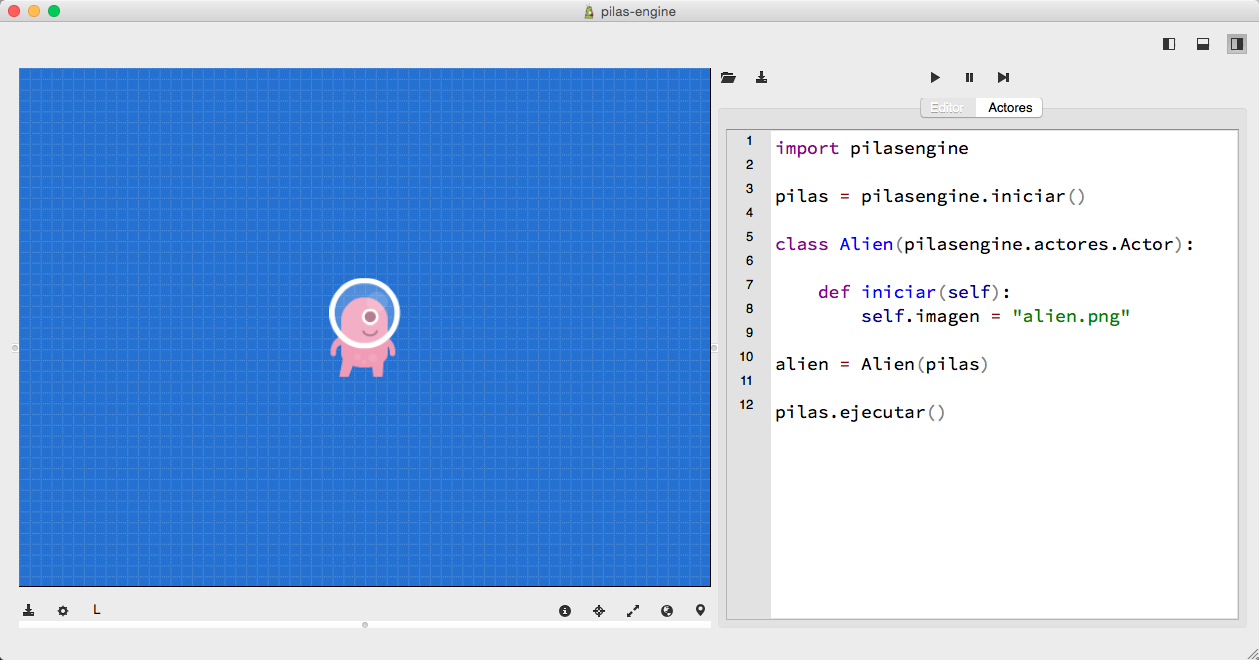 pilas-engine
Editor
Actores
1 import pilasengine
2
3 pilas = pilasengine.iniciar()
4
5 class Alien(pilasengine.actores.Actor):
6
7     def iniciar(self):
8         self.imagen = "alien.png"
9
10 alien = Alien(pilas)
11
12 pilas.ejecutar()
L